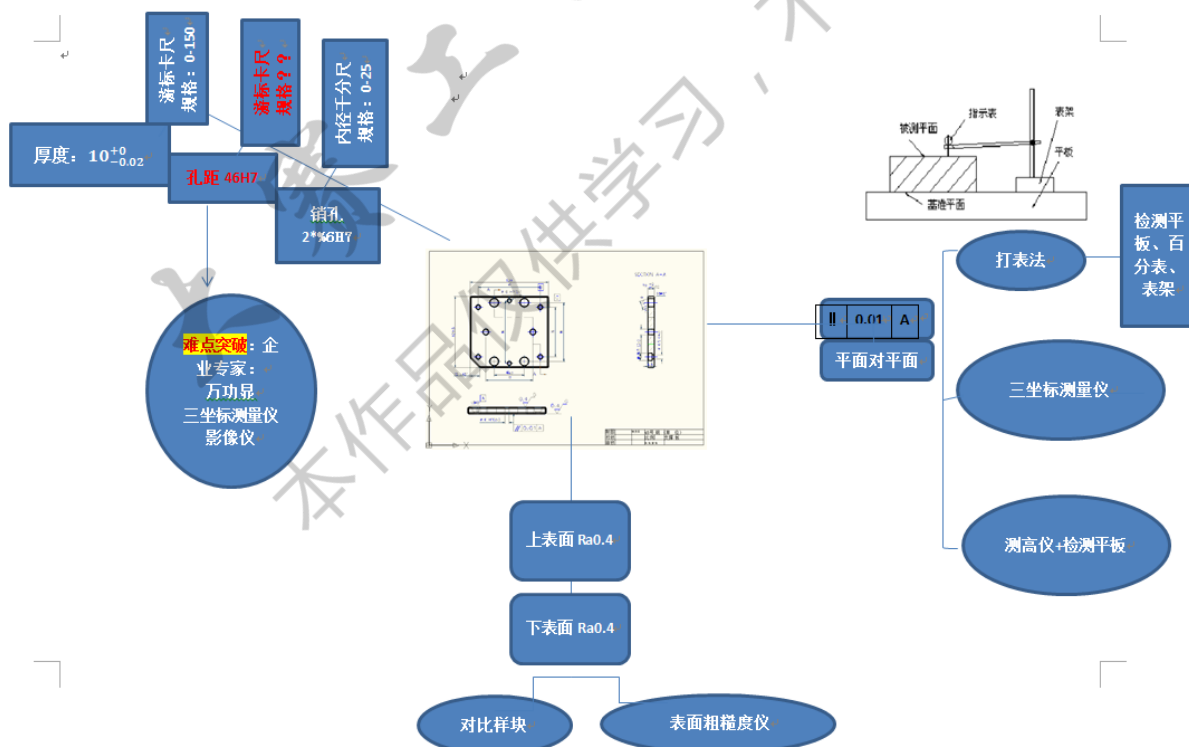 游标卡尺
规格：0-150
游标卡尺
规格？？
内径千分尺
规格：0-25
厚度：10+0-0.02
孔距 46H7
销孔
2*%6H7
难点突破：企
业专家：
万功显
三坐标测量仪
影像仪
SECTION A-A
上表面 Ra0.4
下表面 Ra0.4
对比样块
表面粗糙度仪
∥ 0.01 A
平面对平面
指示表
表架
被测平面
平板
基准平面
打表法
检测平
板、百
分表、
表架
三坐标测量仪
测高仪+检测平板
本作品仅供学习，